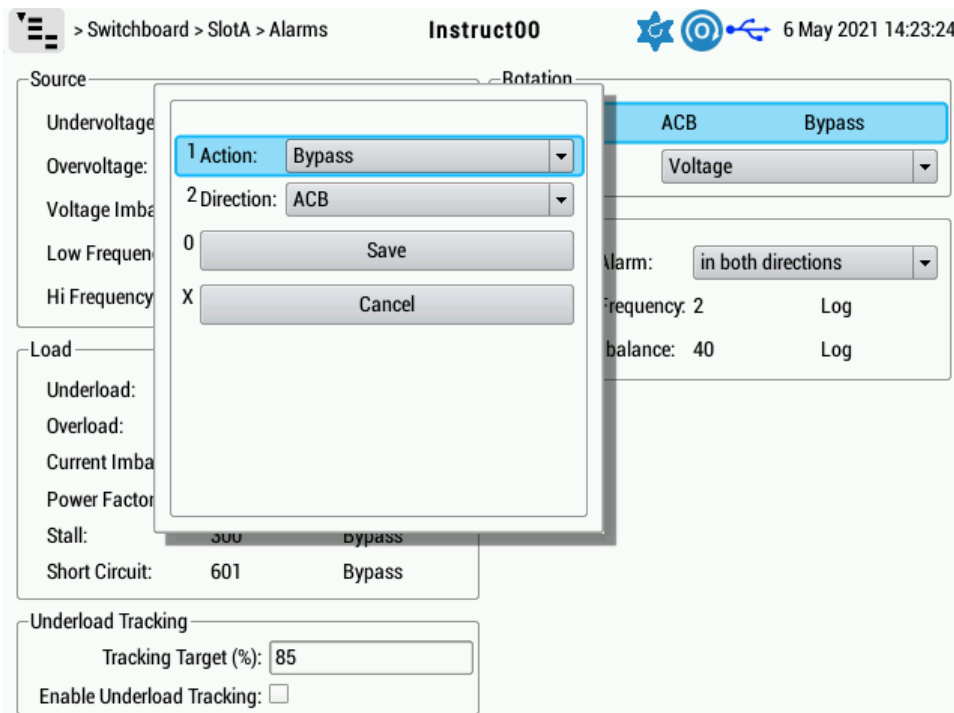 > Switchboard > SlotA > Alarms Instruct00 6 May 2021 14:23:24
Source
Undervoltage
Overvoltage:
Voltage Imba
Low Frequen
Hi Frequency
Load
Underload:
Overload:
Current Imba
Power Factor
Stall: 300 Bypass
Short Circuit: 601 Bypass
Underload Tracking
Tracking Target (%): 85
Enable Underload Tracking:
1 Action: Bypass
2 Direction: ACB
0 Save
X Cancel
Rotation
ACB Bypass
Voltage
Alarm: in both directions
Frequency: 2 Log
balance: 40 Log